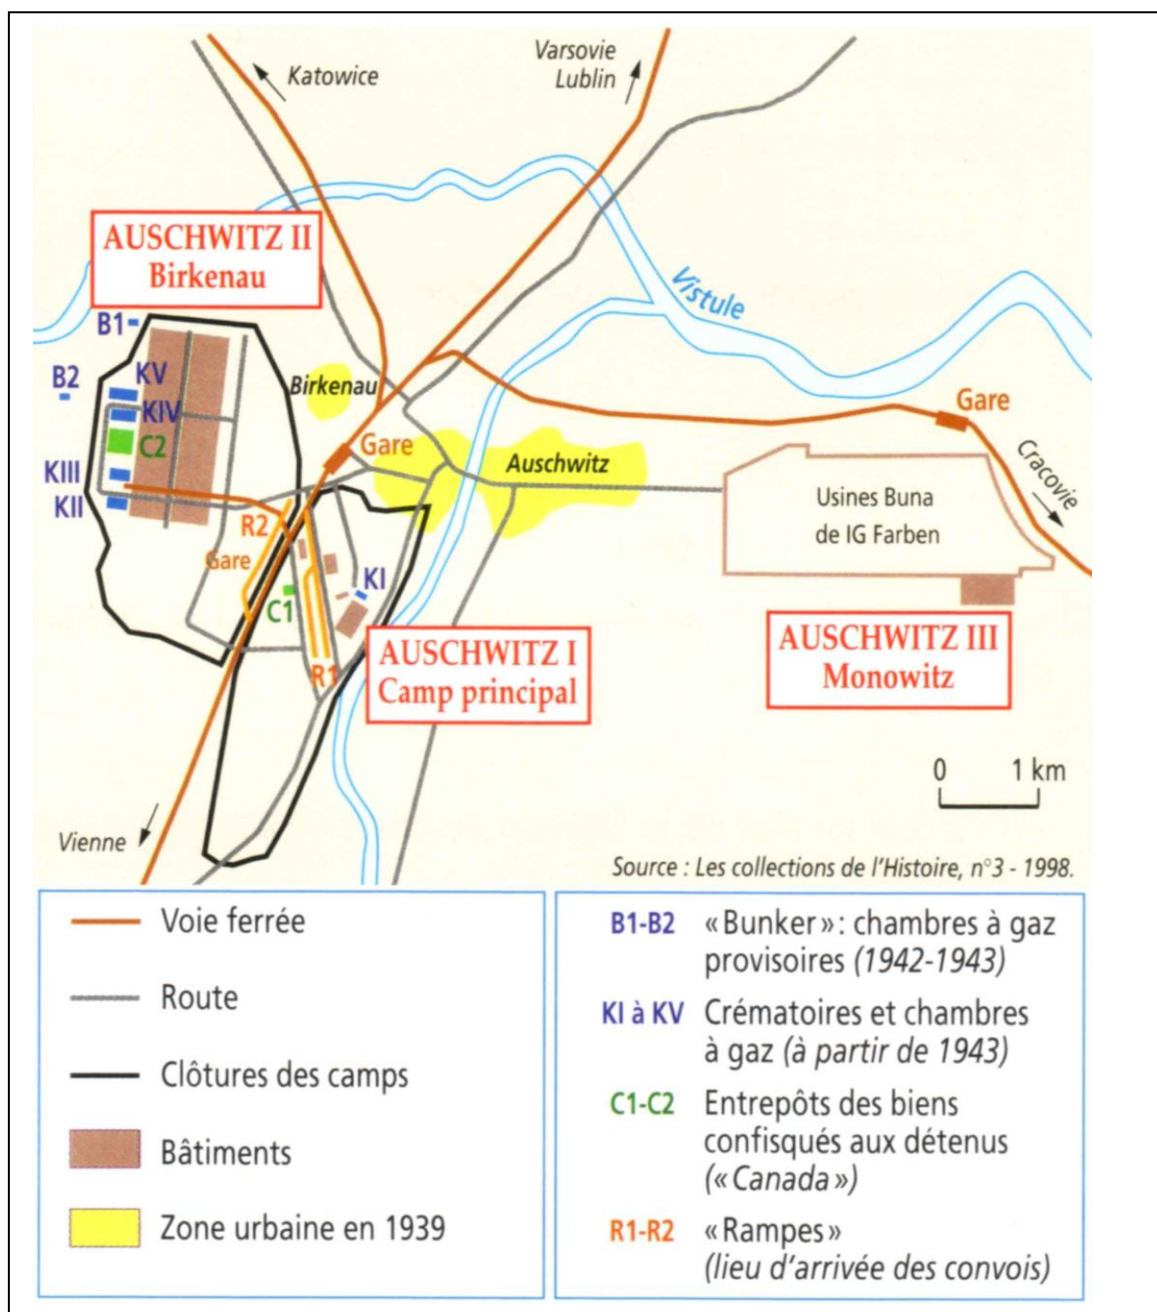 Katowice
Varsovie
Lublin
AUSCHWITZ II
Birkenau
Vistule
B1
B2
KV
KIV
C2
KIII
KII
Birkenau
Gare
Auschwitz
Gare
Cracovie
Usines Buna
de IG Farben
R2
Gare
C1
KI
R1
AUSCHWITZ I
Camp principal
AUSCHWITZ III
Monowitz
0 1 km
Vienne
Source : Les collections de l'Histoire, n°3 - 1998.
Voie ferrée
Route
Clôtures des camps
Bâtiments
Zone urbaine en 1939
B1-B2 «Bunker» : chambres à gaz
provisoires (1942-1943)
KI à KV Crématoires et chambres
à gaz (à partir de 1943)
C1-C2 Entrepôts des biens
confisqués aux détenus
(«Canada»)
R1-R2 «Rampes»
(lieu d'arrivée des convois)